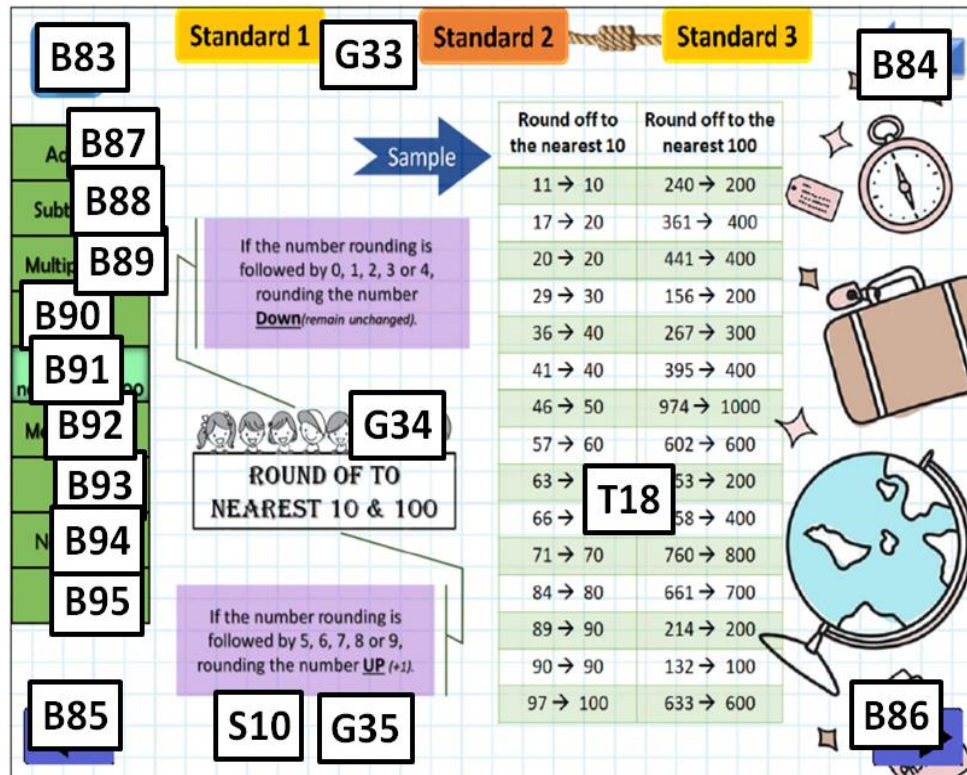 Standard 1 Standard 2 Standard 3
B83 G33 B84
B87
B88
B89
B90
B91
B92
B93
B94
B95
Sample
If the number rounding is
followed by 0, 1, 2, 3 or 4,
rounding the number
Down(remain unchanged).
G34
ROUND OF TO
NEAREST 10 & 100
If the number rounding is
followed by 5, 6, 7, 8 or 9,
rounding the number UP (+1).
Round off to the nearest 10 Round off to the nearest 100
11 → 10 240 → 200
17 → 20 361 → 400
20 → 20 441 → 400
29 → 30 156 → 200
36 → 40 267 → 300
41 → 40 395 → 400
46 → 50 974 → 1000
57 → 60 602 → 600
63 → 53 → 200
T18
66 → 58 → 400
71 → 70 760 → 800
84 → 80 661 → 700
89 → 90 214 → 200
90 → 90 132 → 100
97 → 100 633 → 600
B85 S10 G35 B86